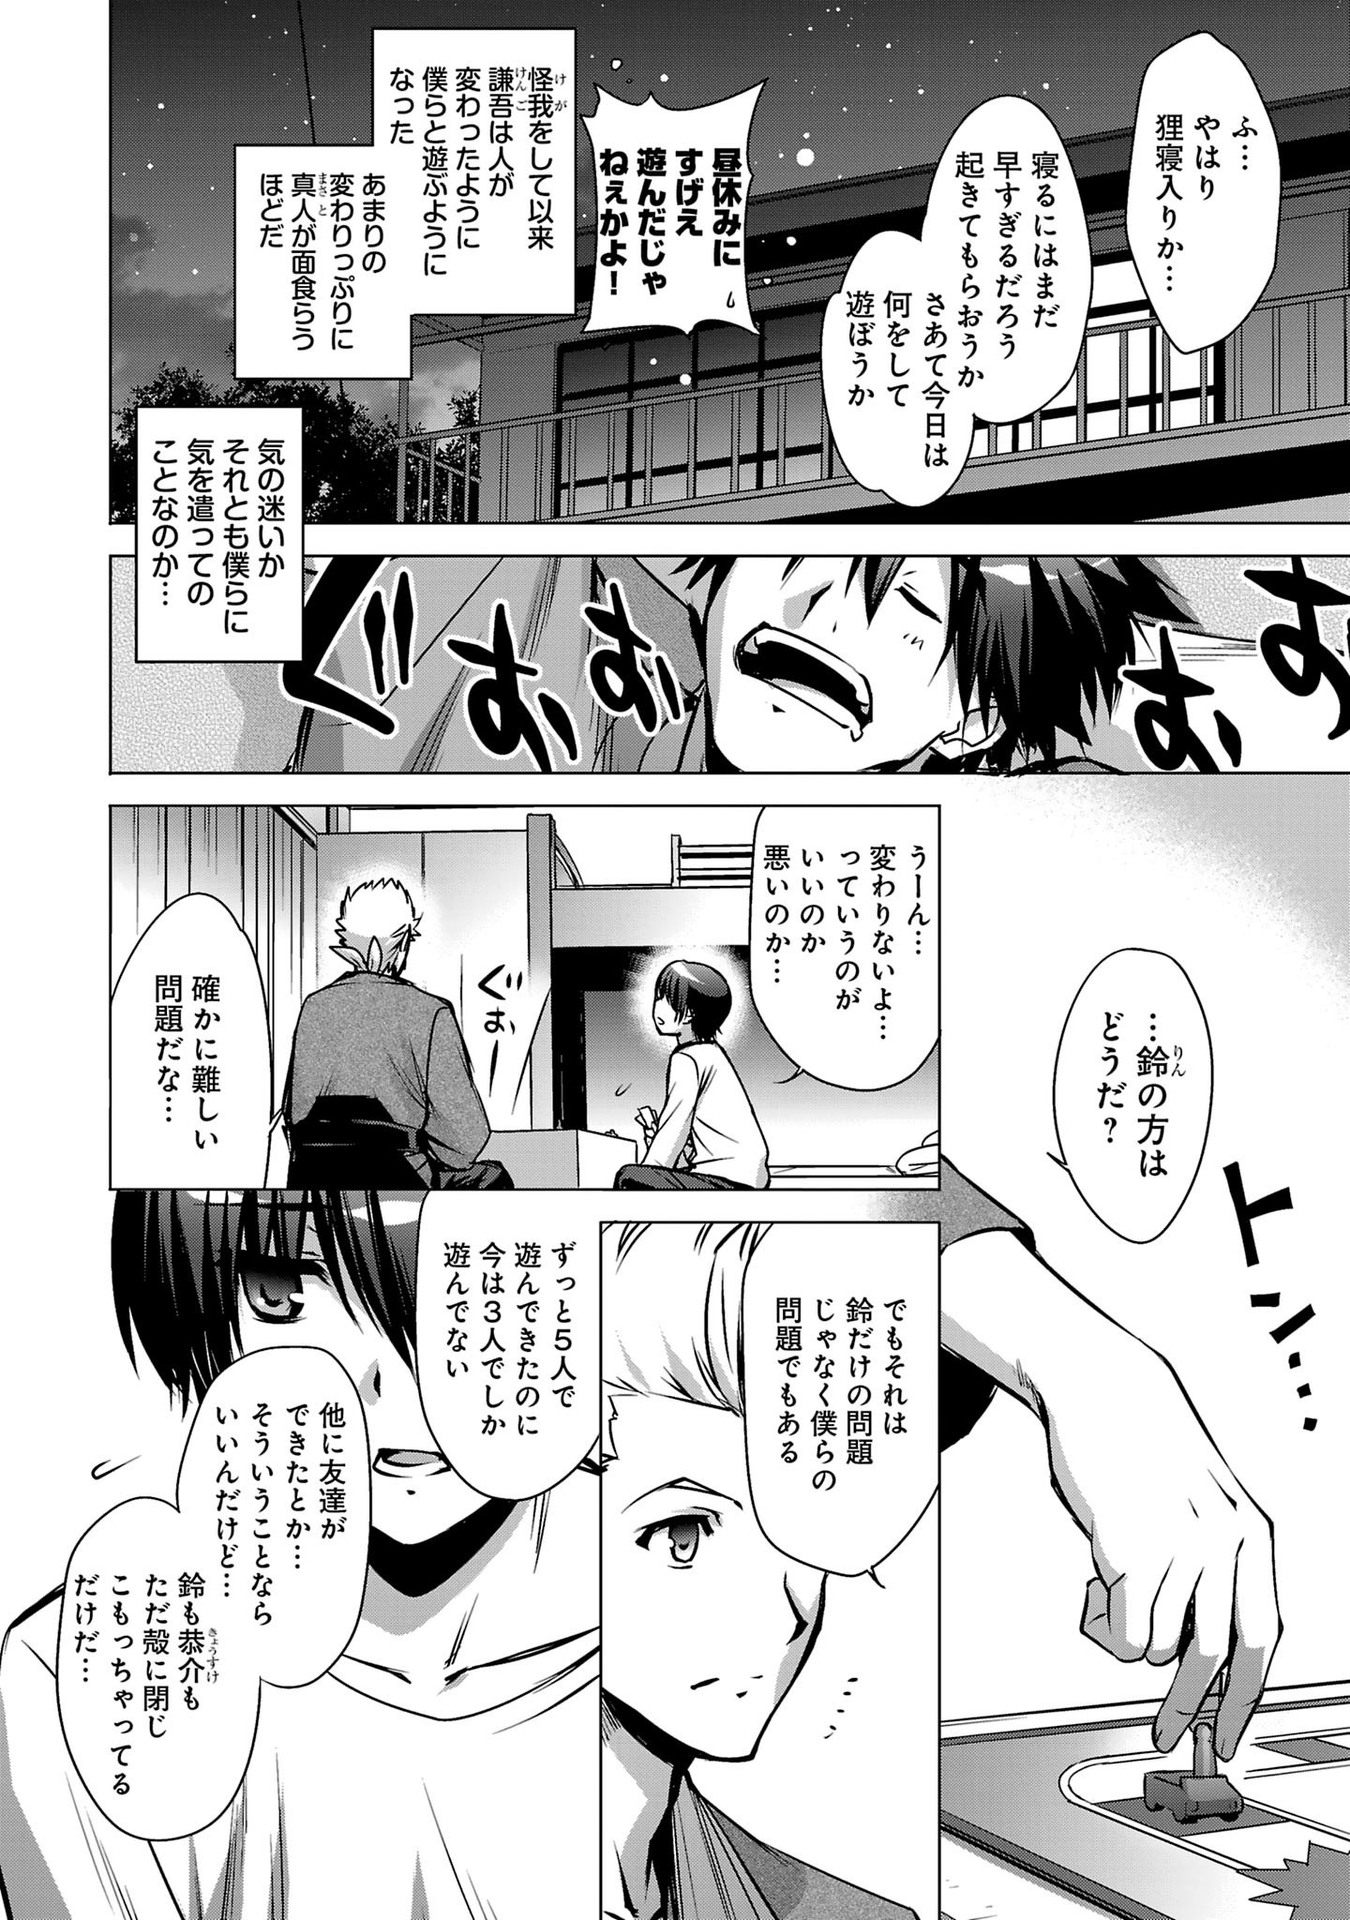 ふ…
やはり
狸寝入りか…
寝るにはまだ
早すぎるだろう
起きてもらおうか
さあて今日は
何をして
遊ぼうか
昼休みに
すげえ
遊んだじゃ
ねぇかよ!
怪我をして以来
謙吾は人が
変わったように
僕らと遊ぶように
なった
あまりの
変わりっぷりに
真人が面食らう
ほどだ
気の迷いか
それとも僕らに
気を遣っての
ことなのか…
ぐおずずおず
…鈴の方は
どうだ?
トン…
うーん…
変わりないよ…
っていうのが
いいのか
悪いのか…
ぐぉ
確かに難しい
問題だな…
でもそれは
鈴だけの問題
じゃなく僕らの
問題でもある
ずっと5人で
遊んできたのに
今は3人でしか
遊んでない
他に友達が
できたとか…
そういうことなら
いいんだけど…
鈴も恭介も
ただ殻に閉じ
こもっちゃってる
だけだ…